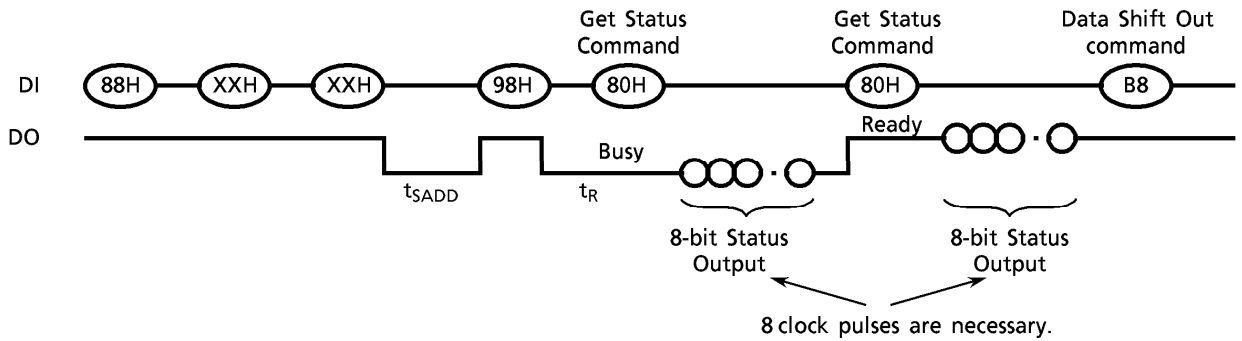 Get Status Get Status Data Shift Out
Command Command command
DI 88H XXH XXH 98H 80H 80H B8
DO Ready
Busy
tSADD tR
8-bit Status 8-bit Status
Output Output
8 clock pulses are necessary.